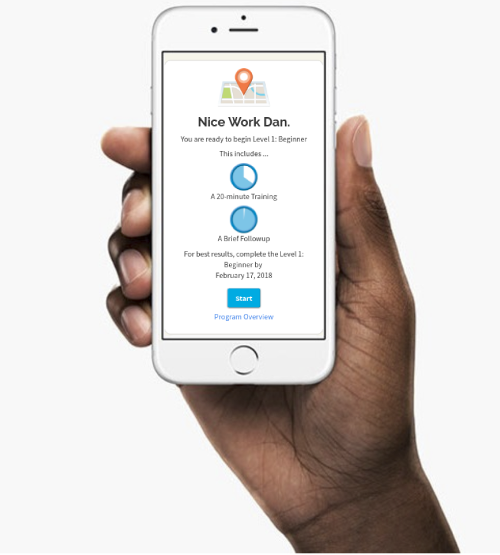 Nice Work Dan.
You are ready to begin Level 1: Beginner
This includes ...
A 20-minute Training
A Brief Followup
For best results, complete the Level 1:
Beginner by
February 17, 2018
Start
Program Overview